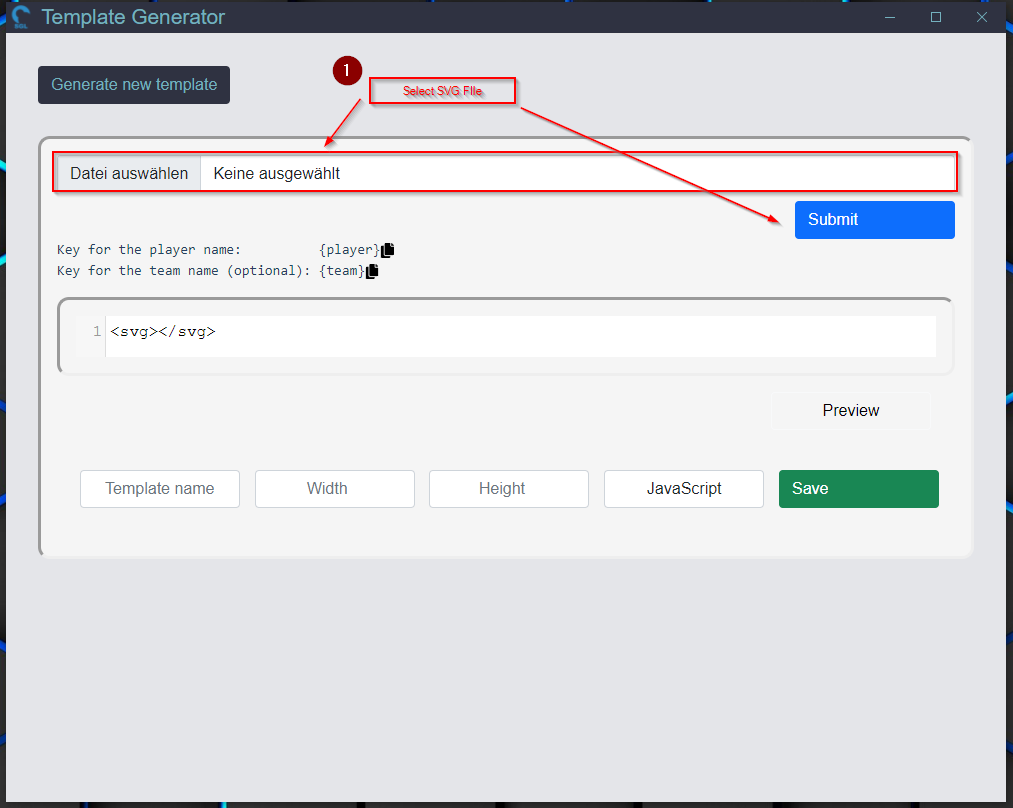 Template Generator
Generate new template
1
Select SVG FIle
Datei auswählen Keine ausgewählt
Submit
Key for the player name: {player}
Key for the team name (optional): {team}
1 <svg></svg>
Preview
Template name Width Height JavaScript Save